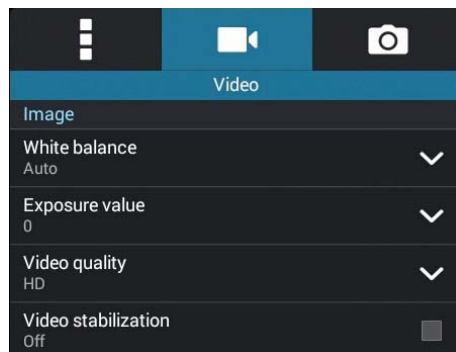 Video
Image
White balance
Auto
Exposure value
0
Video quality
HD
Video stabilization
Off